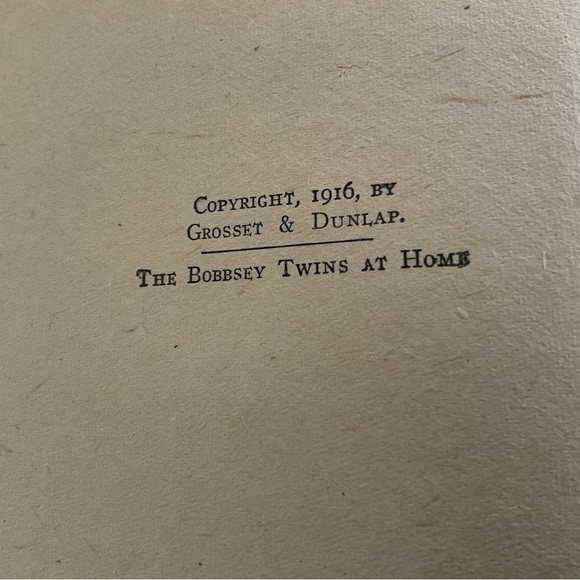 Copyright, 1916, by
Grosset & Dunlap.
The Bobbsey Twins at Home